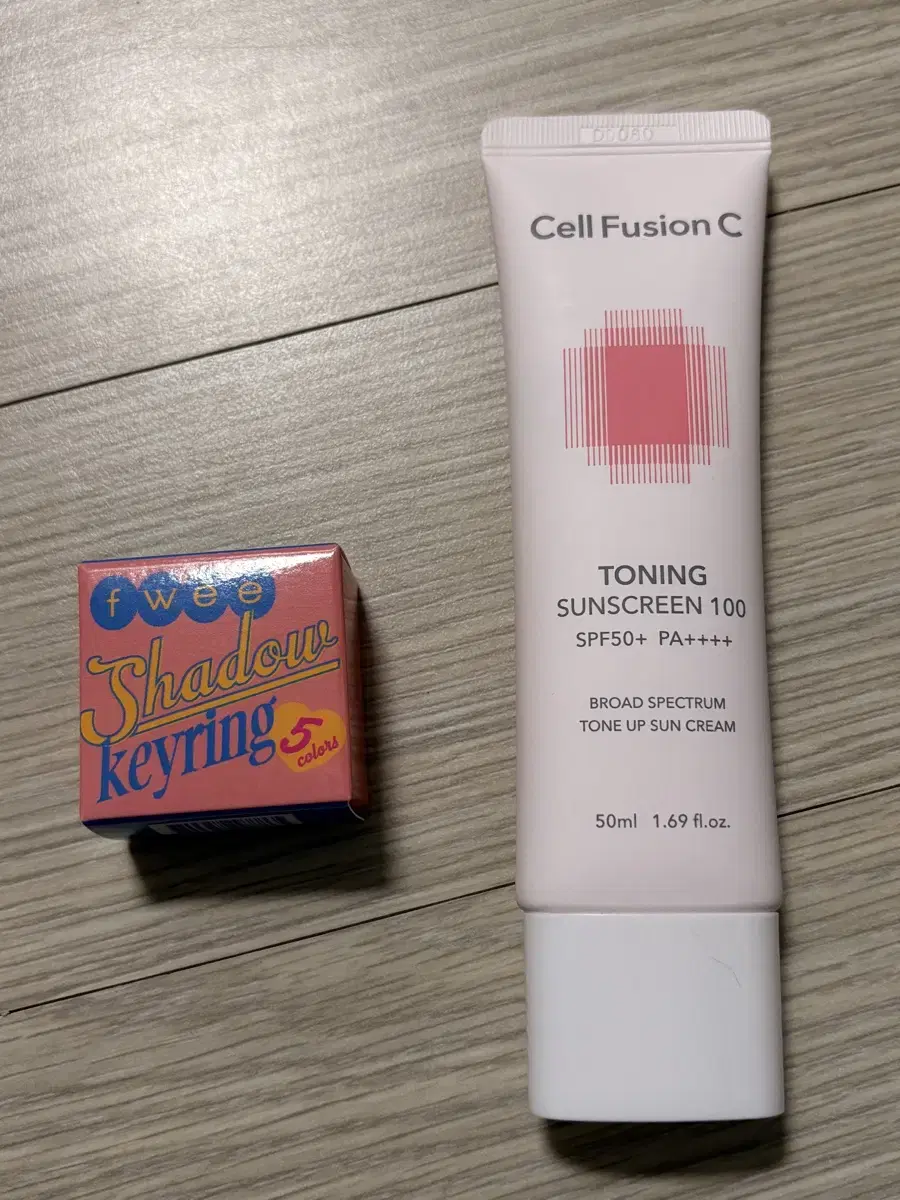 fwee
Shadow
keyring
5
colors
Cell Fusion C
TONING
SUNSCREEN 100
SPF50+ PA++++
BROAD SPECTRUM
TONE UP SUN CREAM
50ml 1.69 fl.oz.